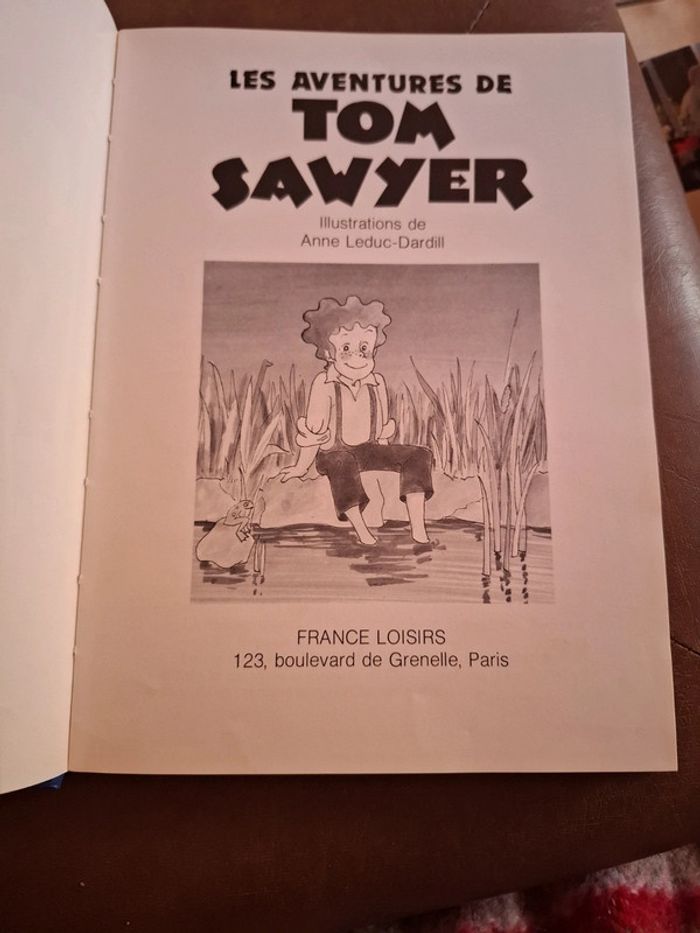 LES AVENTURES DE
TOM
SAWYER
Illustrations de
Anne Leduc-Dardill
FRANCE LOISIRS
123, boulevard de Grenelle, Paris